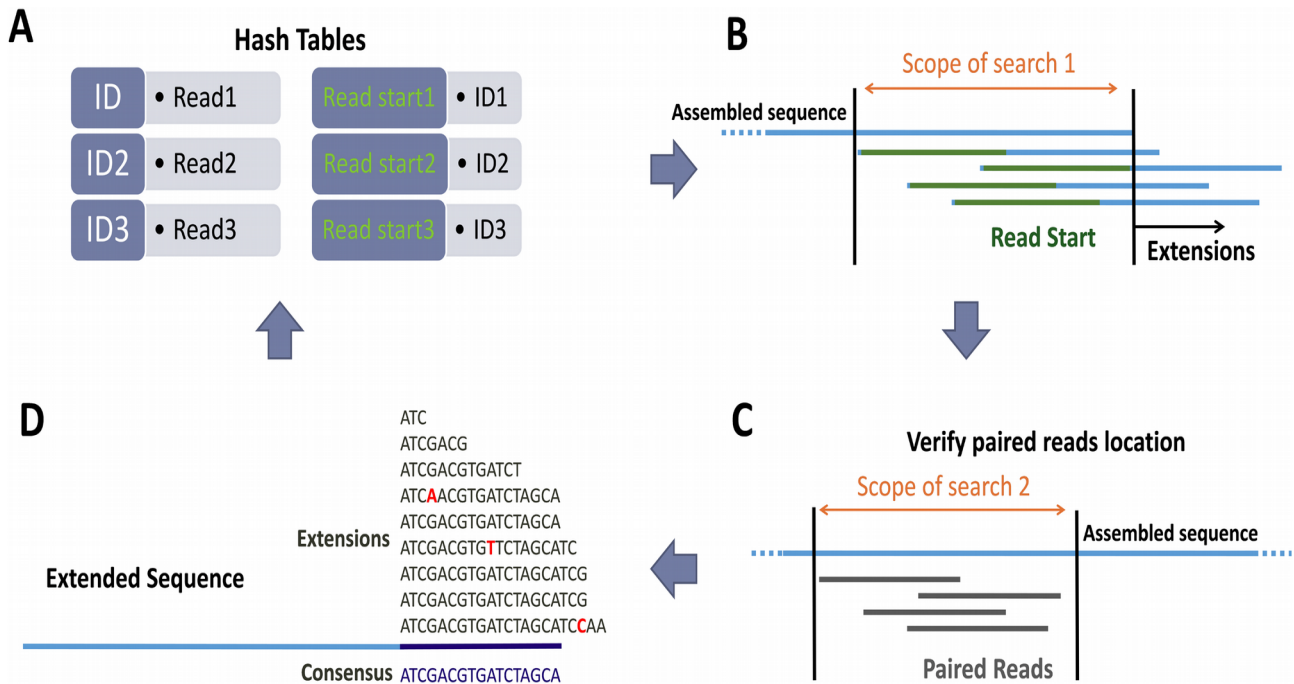 A
Hash Tables
ID • Read1
Read start1 • ID1
ID2 • Read2
Read start2 • ID2
ID3 • Read3
Read start3 • ID3
B
Scope of search 1
Assembled sequence
Read Start
Extensions
C
Verify paired reads location
Scope of search 2
Assembled sequence
Paired Reads
D
ATC
ATCGACG
ATCGACGTGATCT
ATCAACGTGATCTAGCA
ATCGACGTGATCTAGCA
Extensions
ATCGACGTGTTCTAGCATC
ATCGACGTGATCTAGCATCG
Extended Sequence
ATCGACGTGATCTAGCATCG
ATCGACGTGATCTAGCATCCAA
Consensus
ATCGACGTGATCTAGCA